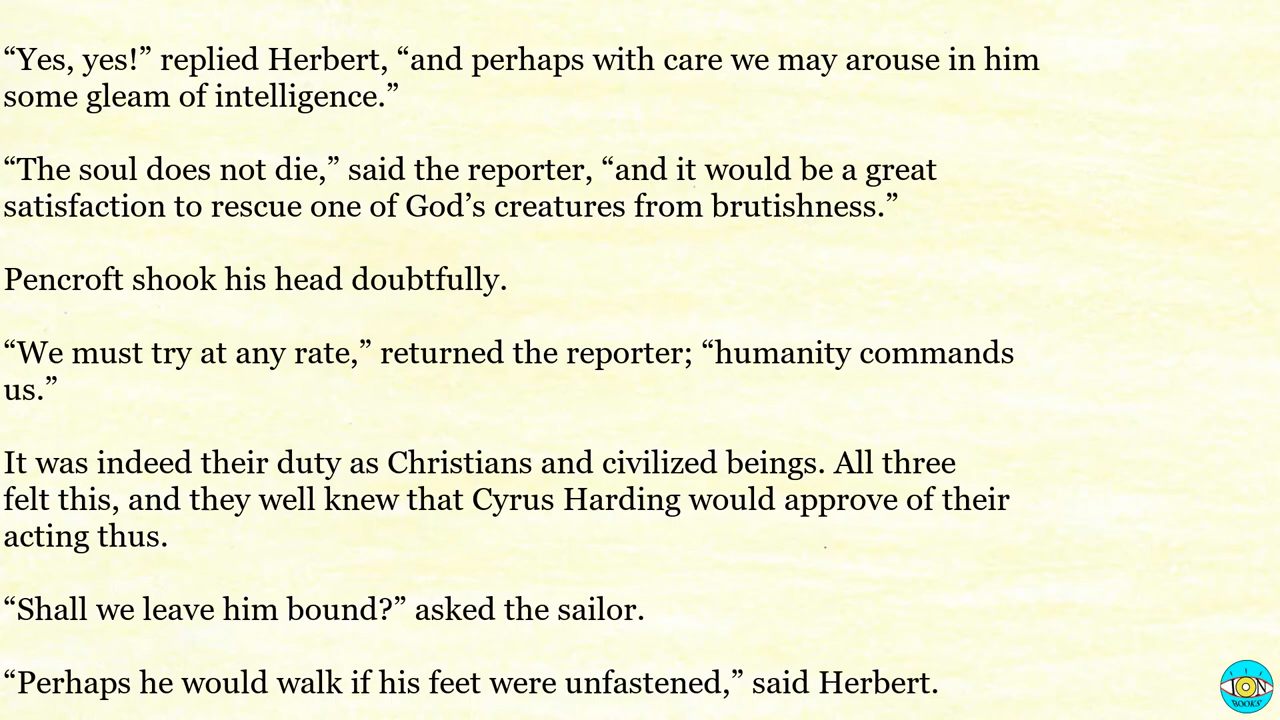 “Yes, yes!” replied Herbert, “and perhaps with care we may arouse in him
some gleam of intelligence.”
“The soul does not die,” said the reporter, “and it would be a great
satisfaction to rescue one of God’s creatures from brutishness.”
Pencroft shook his head doubtfully.
“We must try at any rate,” returned the reporter; “humanity commands
us.”
It was indeed their duty as Christians and civilized beings. All three
felt this, and they well knew that Cyrus Harding would approve of their
acting thus.
“Shall we leave him bound?” asked the sailor.
“Perhaps he would walk if his feet were unfastened,” said Herbert.
ION
BOOKS